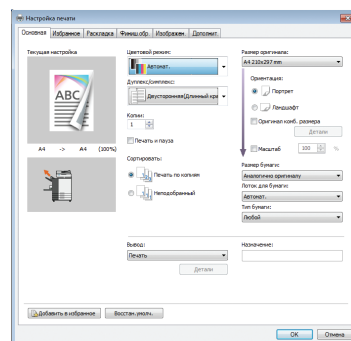 Настройка печати
Основная Избранное Раскладка Финиш.обр. Изображен. Дополнит.
Текущая настройка
ABC
A4 -> A4 (100%)
Цветовой режим:
Автомат.
Дуплекс/симплекс:
Двусторонняя(Длинный кра
Копии:
1
Печать и пауза
Сортировать:
Печать по копиям
Неподобранный
Вывод:
Печать
Детали
Размер оригинала:
A4 210x297 mm
Ориентация:
Портрет
Ландшафт
Оригинал комб. размера
Детали
Масштаб 100 %
Размер бумаги:
Аналогично оригиналу
Лоток для бумаги:
Автомат.
Тип бумаги:
Любой
Назначение:
Добавить в избранное Восстан.умолч.
OK Отмена